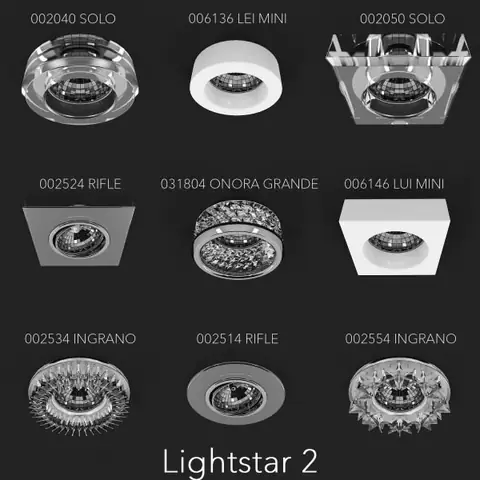 002040 SOLO
006136 LEI MINI
002050 SOLO
002524 RIFLE
031804 ONORA GRANDE
006146 LUI MINI
002534 INGRANO
002514 RIFLE
002554 INGRANO
Lightstar 2